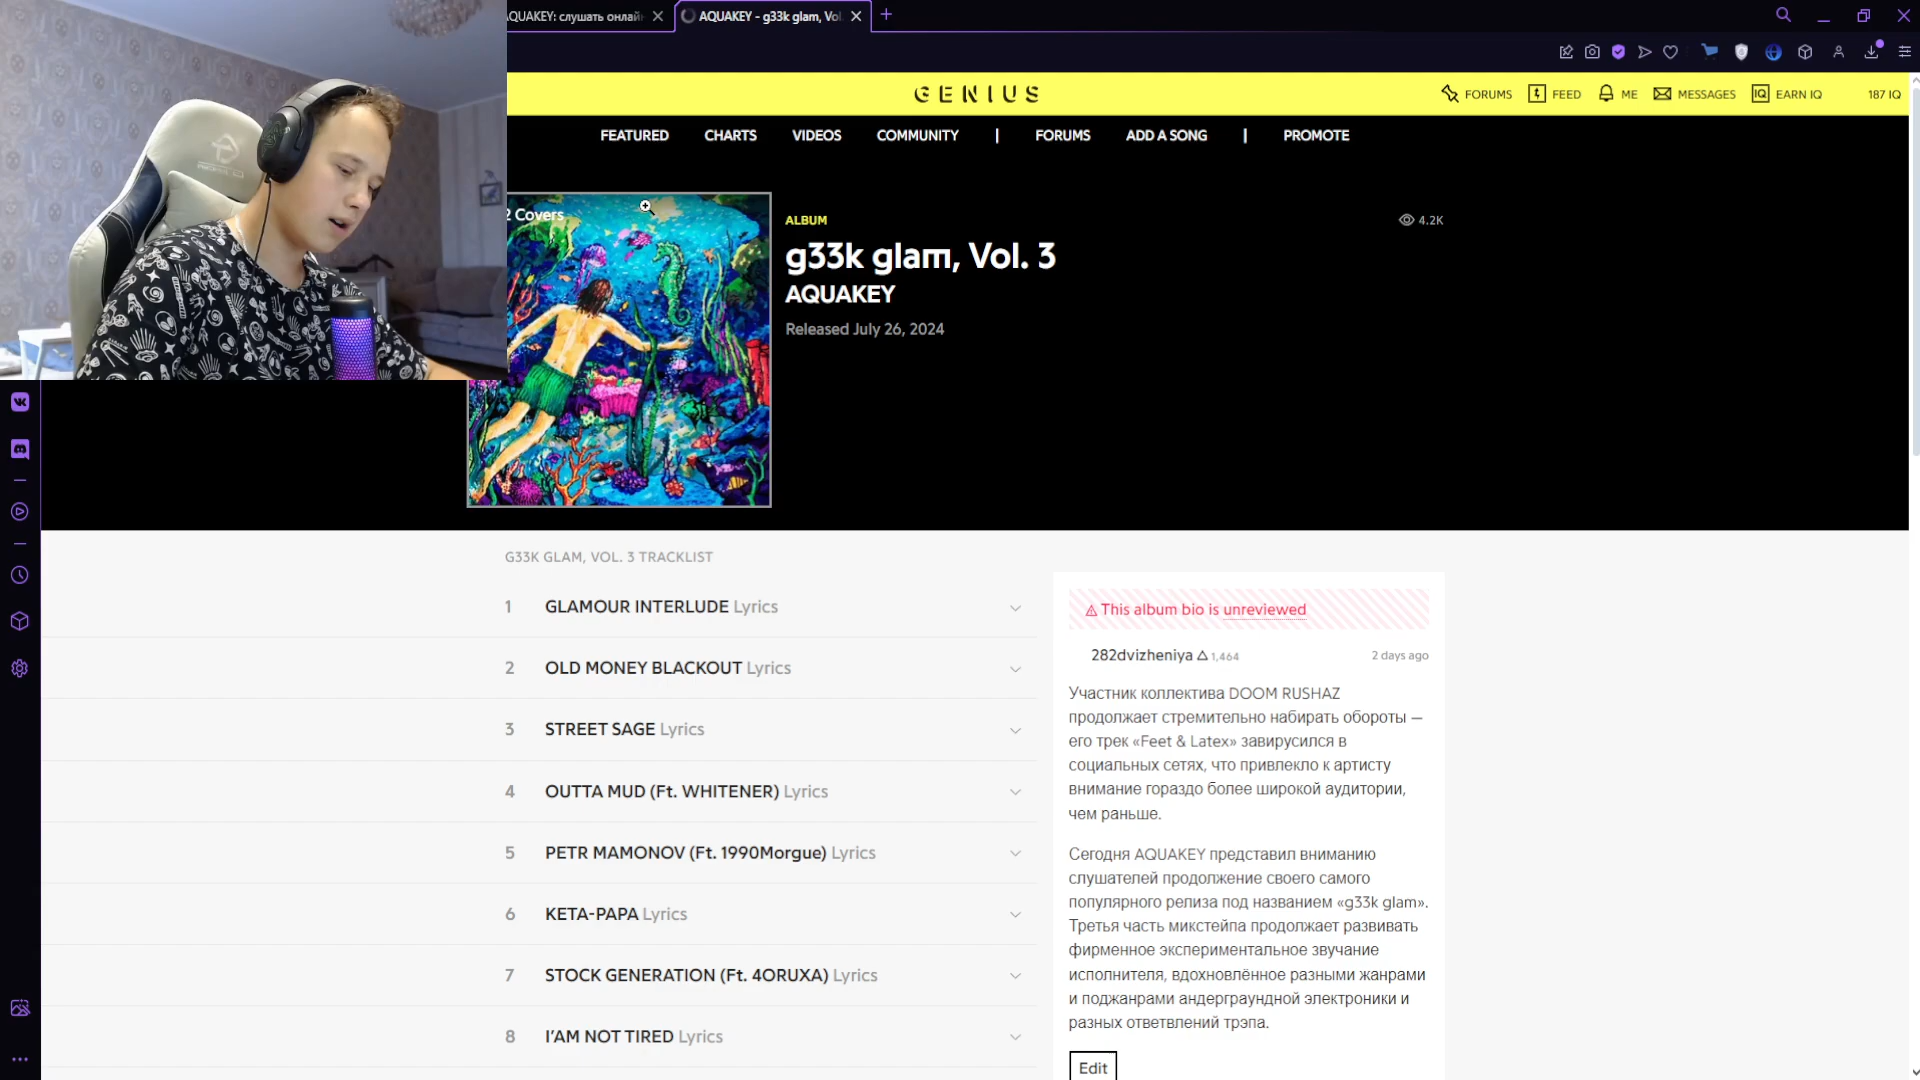 AQUAKEY: слушать онлай
AQUAKEY - g33k glam, Vol
GENIUS
FORUMS
FEED
ME
MESSAGES
IQ
EARN IQ
187 IQ
FEATURED
CHARTS
VIDEOS
COMMUNITY
|
FORUMS
ADD A SONG
|
PROMOTE
2 Covers
ALBUM
4.2K
g33k glam, Vol. 3
AQUAKEY
Released July 26, 2024
G33K GLAM, VOL. 3 TRACKLIST
1 GLAMOUR INTERLUDE Lyrics
2 OLD MONEY BLACKOUT Lyrics
3 STREET SAGE Lyrics
4 OUTTA MUD (Ft. WHITENER) Lyrics
5 PETR MAMONOV (Ft. 1990Morgue) Lyrics
6 KETA-PAPA Lyrics
7 STOCK GENERATION (Ft. 4ORUXA) Lyrics
8 I’AM NOT TIRED Lyrics
This album bio is unreviewed
282dvizheniya 1,464
2 days ago
Участник коллектива DOOM RUSHAZ
продолжает стремительно набирать обороты —
его трек «Feet & Latex» завирусился в
социальных сетях, что привлекло к артисту
внимание гораздо более широкой аудитории,
чем раньше.
Сегодня AQUAKEY представил вниманию
слушателей продолжение своего самого
популярного релиза под названием «g33k glam».
Третья часть микстейпа продолжает развивать
фирменное экспериментальное звучание
исполнителя, вдохновлённое разными жанрами
и поджанрами андерграундной электроники и
разных ответвлений трэпа.
Edit